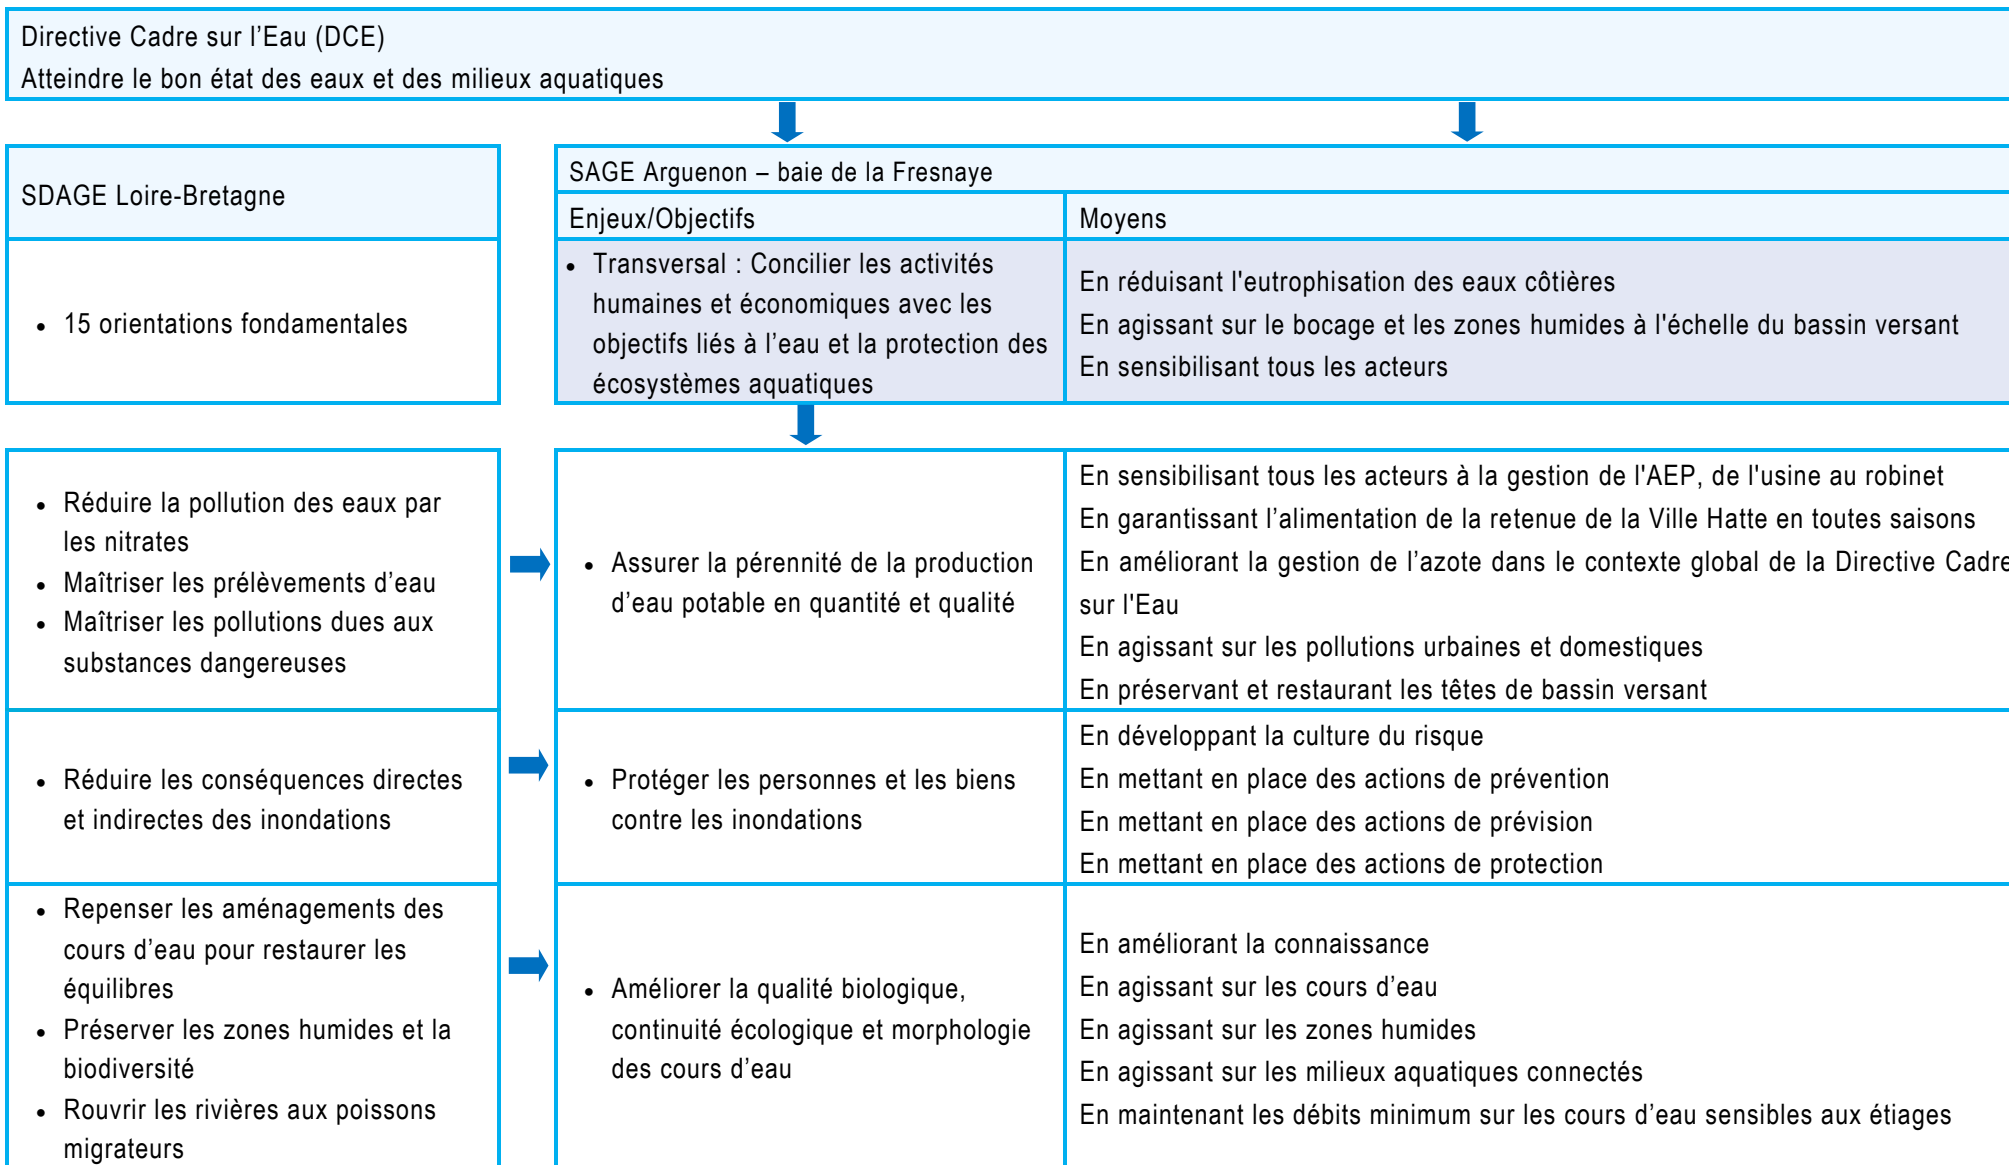 Directive Cadre sur l’Eau (DCE)
Atteindre le bon état des eaux et des milieux aquatiques
SDAGE Loire-Bretagne
SAGE Arguenon – baie de la Fresnaye
Enjeux/Objectifs
Moyens
• 15 orientations fondamentales
• Transversal : Concilier les activités
humaines et économiques avec les
objectifs liés à l’eau et la protection des
écosystèmes aquatiques
En réduisant l'eutrophisation des eaux côtières
En agissant sur le bocage et les zones humides à l'échelle du bassin versant
En sensibilisant tous les acteurs
• Réduire la pollution des eaux par
les nitrates
• Maîtriser les prélèvements d’eau
• Maîtriser les pollutions dues aux
substances dangereuses
• Assurer la pérennité de la production
d’eau potable en quantité et qualité
En sensibilisant tous les acteurs à la gestion de l'AEP, de l'usine au robinet
En garantissant l’alimentation de la retenue de la Ville Hatte en toutes saisons
En améliorant la gestion de l’azote dans le contexte global de la Directive Cadre
sur l'Eau
En agissant sur les pollutions urbaines et domestiques
En préservant et restaurant les têtes de bassin versant
• Réduire les conséquences directes
et indirectes des inondations
• Protéger les personnes et les biens
contre les inondations
En développant la culture du risque
En mettant en place des actions de prévention
En mettant en place des actions de prévision
En mettant en place des actions de protection
• Repenser les aménagements des
cours d’eau pour restaurer les
équilibres
• Préserver les zones humides et la
biodiversité
• Rouvrir les rivières aux poissons
migrateurs
• Améliorer la qualité biologique,
continuité écologique et morphologie
des cours d’eau
En améliorant la connaissance
En agissant sur les cours d’eau
En agissant sur les zones humides
En agissant sur les milieux aquatiques connectés
En maintenant les débits minimum sur les cours d’eau sensibles aux étiages